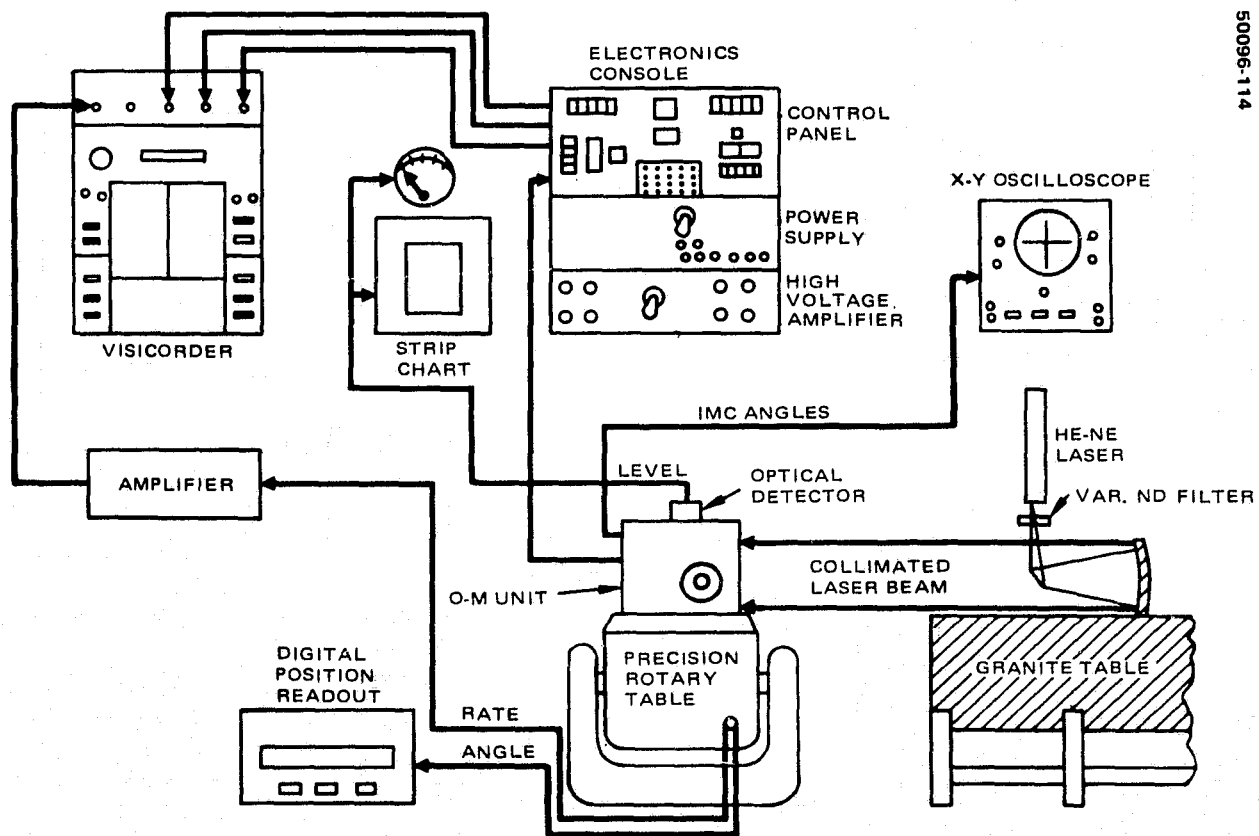 50096-114
ELECTRONICS
CONSOLE
CONTROL
PANEL
X-Y OSCILLOSCOPE
POWER
SUPPLY
HIGH
VOLTAGE
AMPLIFIER
VISICORDER
STRIP
CHART
IMC ANGLES
HE-NE
LASER
AMPLIFIER
LEVEL
OPTICAL
DETECTOR
VAR. ND FILTER
COLLIMATED
LASER BEAM
O-M UNIT
DIGITAL
POSITION
READOUT
PRECISION
ROTARY
TABLE
GRANITE TABLE
RATE
ANGLE